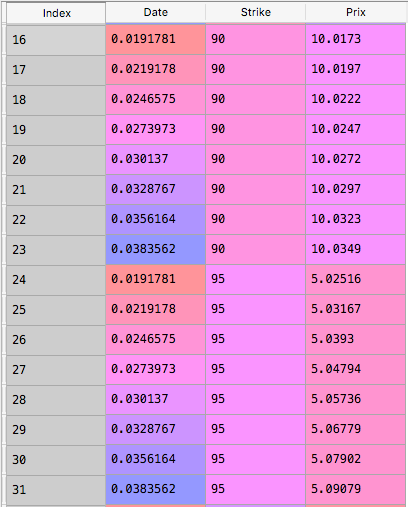 Index Date Strike Prix
16 0.0191781 90 10.0173
17 0.0219178 90 10.0197
18 0.0246575 90 10.0222
19 0.0273973 90 10.0247
20 0.030137 90 10.0272
21 0.0328767 90 10.0297
22 0.0356164 90 10.0323
23 0.0383562 90 10.0349
24 0.0191781 95 5.02516
25 0.0219178 95 5.03167
26 0.0246575 95 5.0393
27 0.0273973 95 5.04794
28 0.030137 95 5.05736
29 0.0328767 95 5.06779
30 0.0356164 95 5.07902
31 0.0383562 95 5.09079